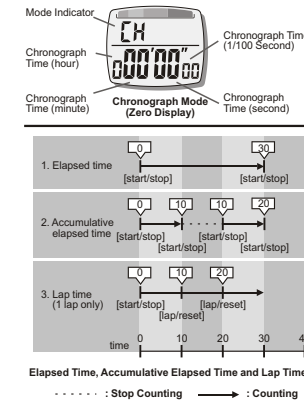 Mode Indicator
CH
Chronograph Time
(1/100 Second)
Chronograph
Time (hour)
000'00"00
Chronograph
Time (minute)
Chronograph Mode
(Zero Display)
Chronograph
Time (second)
0 30
1. Elapsed time
[start/stop] [start/stop]
0 10 10 20
2. Accumulative
elapsed time
[start/stop] [start/stop]
[start/stop] [start/stop]
0 10 20
3. Lap time
(1 lap only)
[start/stop] [lap/reset]
[lap/reset]
time 0 10 20 30
Elapsed Time, Accumulative Elapsed Time and Lap Time
- - - - - : Stop Counting : Counting